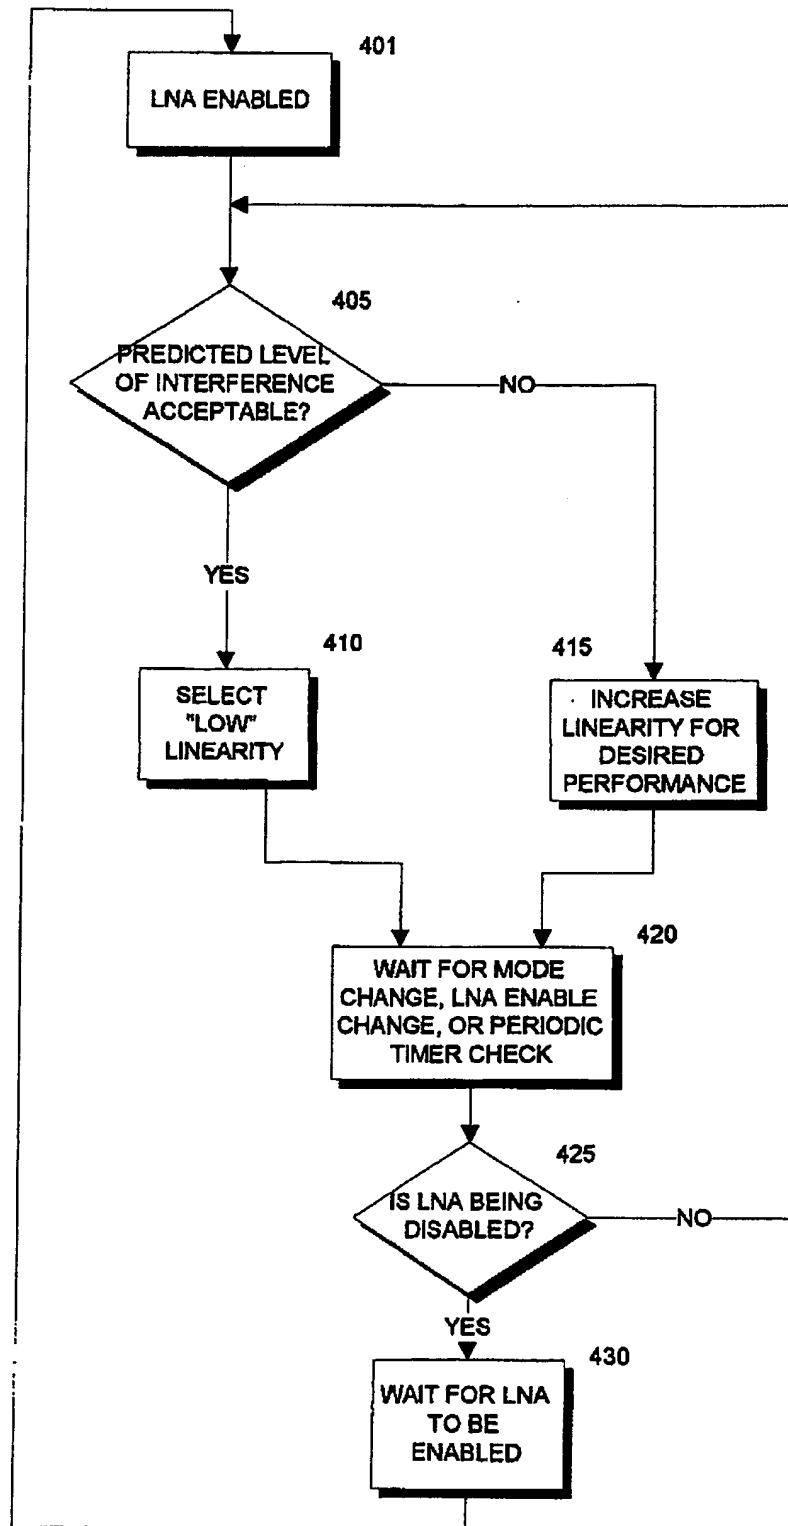 401
LNA ENABLED
405
PREDICTED LEVEL
OF INTERFERENCE
ACCEPTABLE?
NO
YES
410
SELECT
"LOW"
LINEARITY
415
INCREASE
LINEARITY FOR
DESIRED
PERFORMANCE
420
WAIT FOR MODE
CHANGE, LNA ENABLE
CHANGE, OR PERIODIC
TIMER CHECK
425
IS LNA BEING
DISABLED?
NO
YES
430
WAIT FOR LNA
TO BE
ENABLED